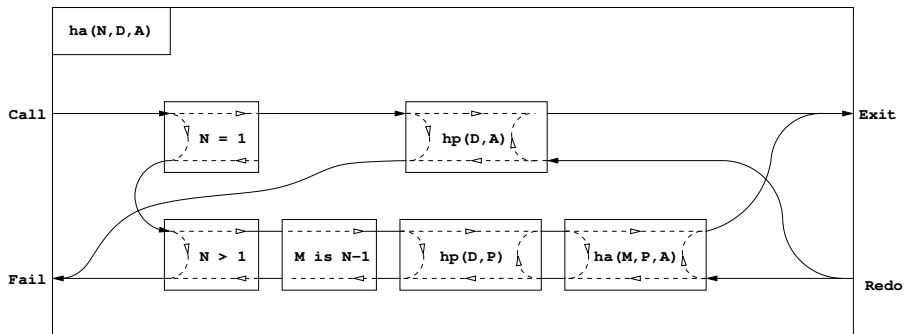 ha(N,D,A)
Call
Exit
N = 1
hp(D,A)
N > 1
M is N−1
hp(D,P)
ha(M,P,A)
Fail
Redo